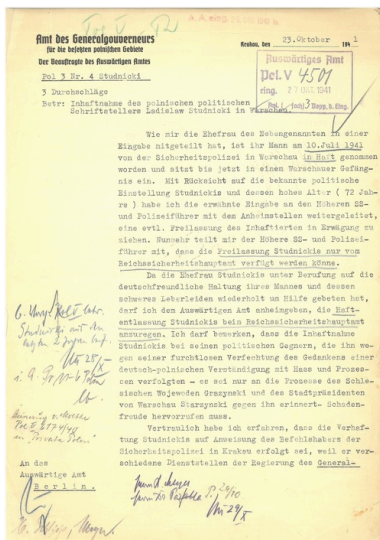 Amt des Generalgouverneurs
für die besetzten polnischen Gebiete
Der Beauftragte des Auswärtigen Amtes
Krakau, den 23.Oktober 1941
Pol 3 Nr. 4 Studnicki
Auswärtiges Amt
Pol. V 4501
eing. 27 OKT. 1941
3 Durchschläge
Betr: Inhaftnahme des polnischen politischen
Schriftstellers Ladislaw Studnicki in Warschau.
Wie mir die Ehefrau des Nebengenannten in einer
Eingabe mitgeteilt hat, ist ihr Mann am 10.Juli 1941
von der Sicherheitspolizei in Warschau in Haft genommen
worden und sitzt bis jetzt in einem Warschauer Gefäng-
nis ein. Mit Rücksicht auf die bekannte politische
Einstellung Studnickis und dessen hohes Alter ( 72 Jah-
re ) habe ich die erwähnte Eingabe an den Höheren SS-
und Polizeiführer mit dem Anheimstellen weitergeleitet,
eine evtl. Freilassung des Inhaftierten in Erwägung zu
ziehen. Nunmehr teilt mir der Höhere SS- und Polizei-
führer mit, dass die Freilassung Studnickis nur vom
Reichssicherheitshauptamt verfügt werden könne.
Da die Ehefrau Studnickis unter Berufung auf die
deutschfreundliche Haltung ihres Mannes und dessen
schweres Leberleiden wiederholt um Hilfe gebeten hat,
darf ich dem Auswärtigen Amt anheimgeben, die Haft-
entlassung Studnickis beim Reichssicherheitshauptamt
anzuregen. Ich darf bemerken, dass die Inhaftnahme
Studnickis bei seinen politischen Gegnern, die ihn
wegen seiner furchtlosen Verfechtung des Gedankens einer
deutsch-polnischen Verständigung mit Hass und Prozes-
sen verfolgten - es sei nur an die Prozesse des Schle-
sischen Wojewoden Grazynski und des Stadtpräsidenten
von Warschau Starzynski gegen ihn erinnert- Schaden-
freude hervorrufen muss.
Vertraulich habe ich erfahren, dass die Verhaf-
tung Studnickis auf Anweisung des Befehlshabers der
Sicherheitspolizei in Krakau erfolgt sei, weil er ver-
schiedene Dienststellen der Regierung des General-
An das
Auswärtige Amt
Berlin.